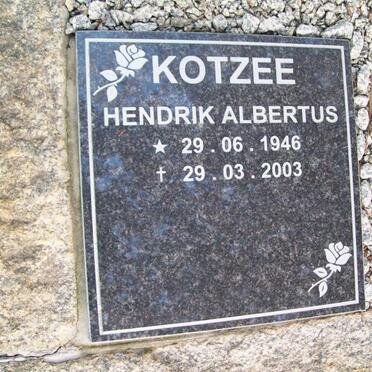 KOTZEE
HENDRIK ALBERTUS
★ 29 . 06 . 1946
† 29 . 03 . 2003